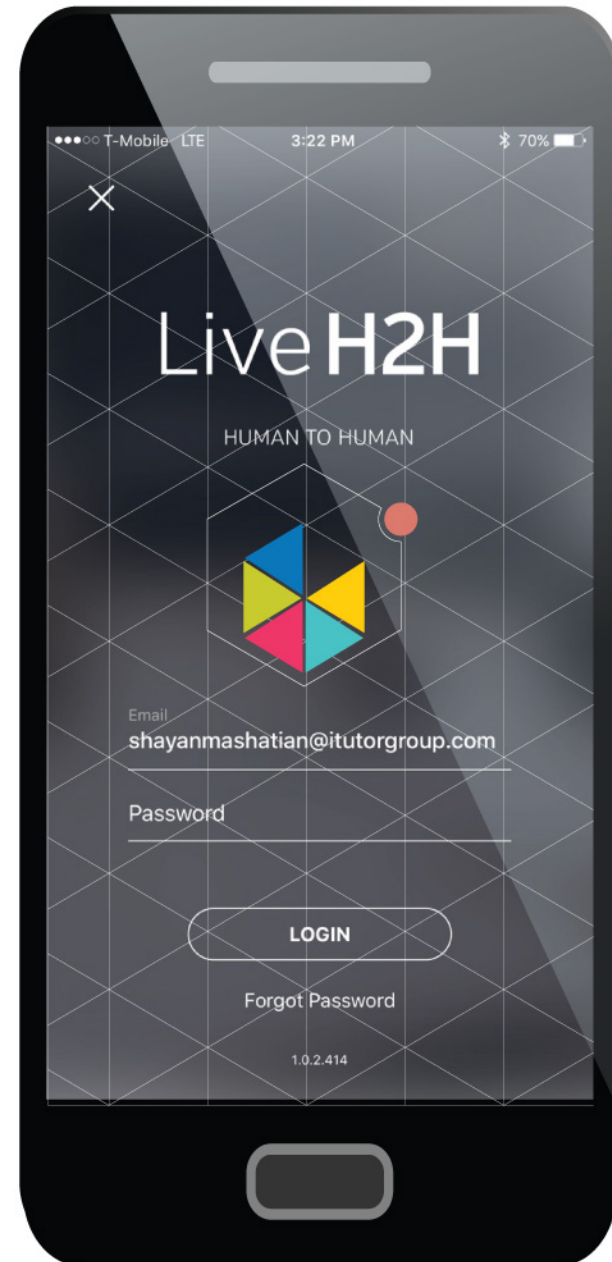 T-Mobile LTE 3:22 PM 70%
Live H2H
HUMAN TO HUMAN
Email
shayanmashatian@itutorgroup.com
Password
LOGIN
Forgot Password
1.0.2.414